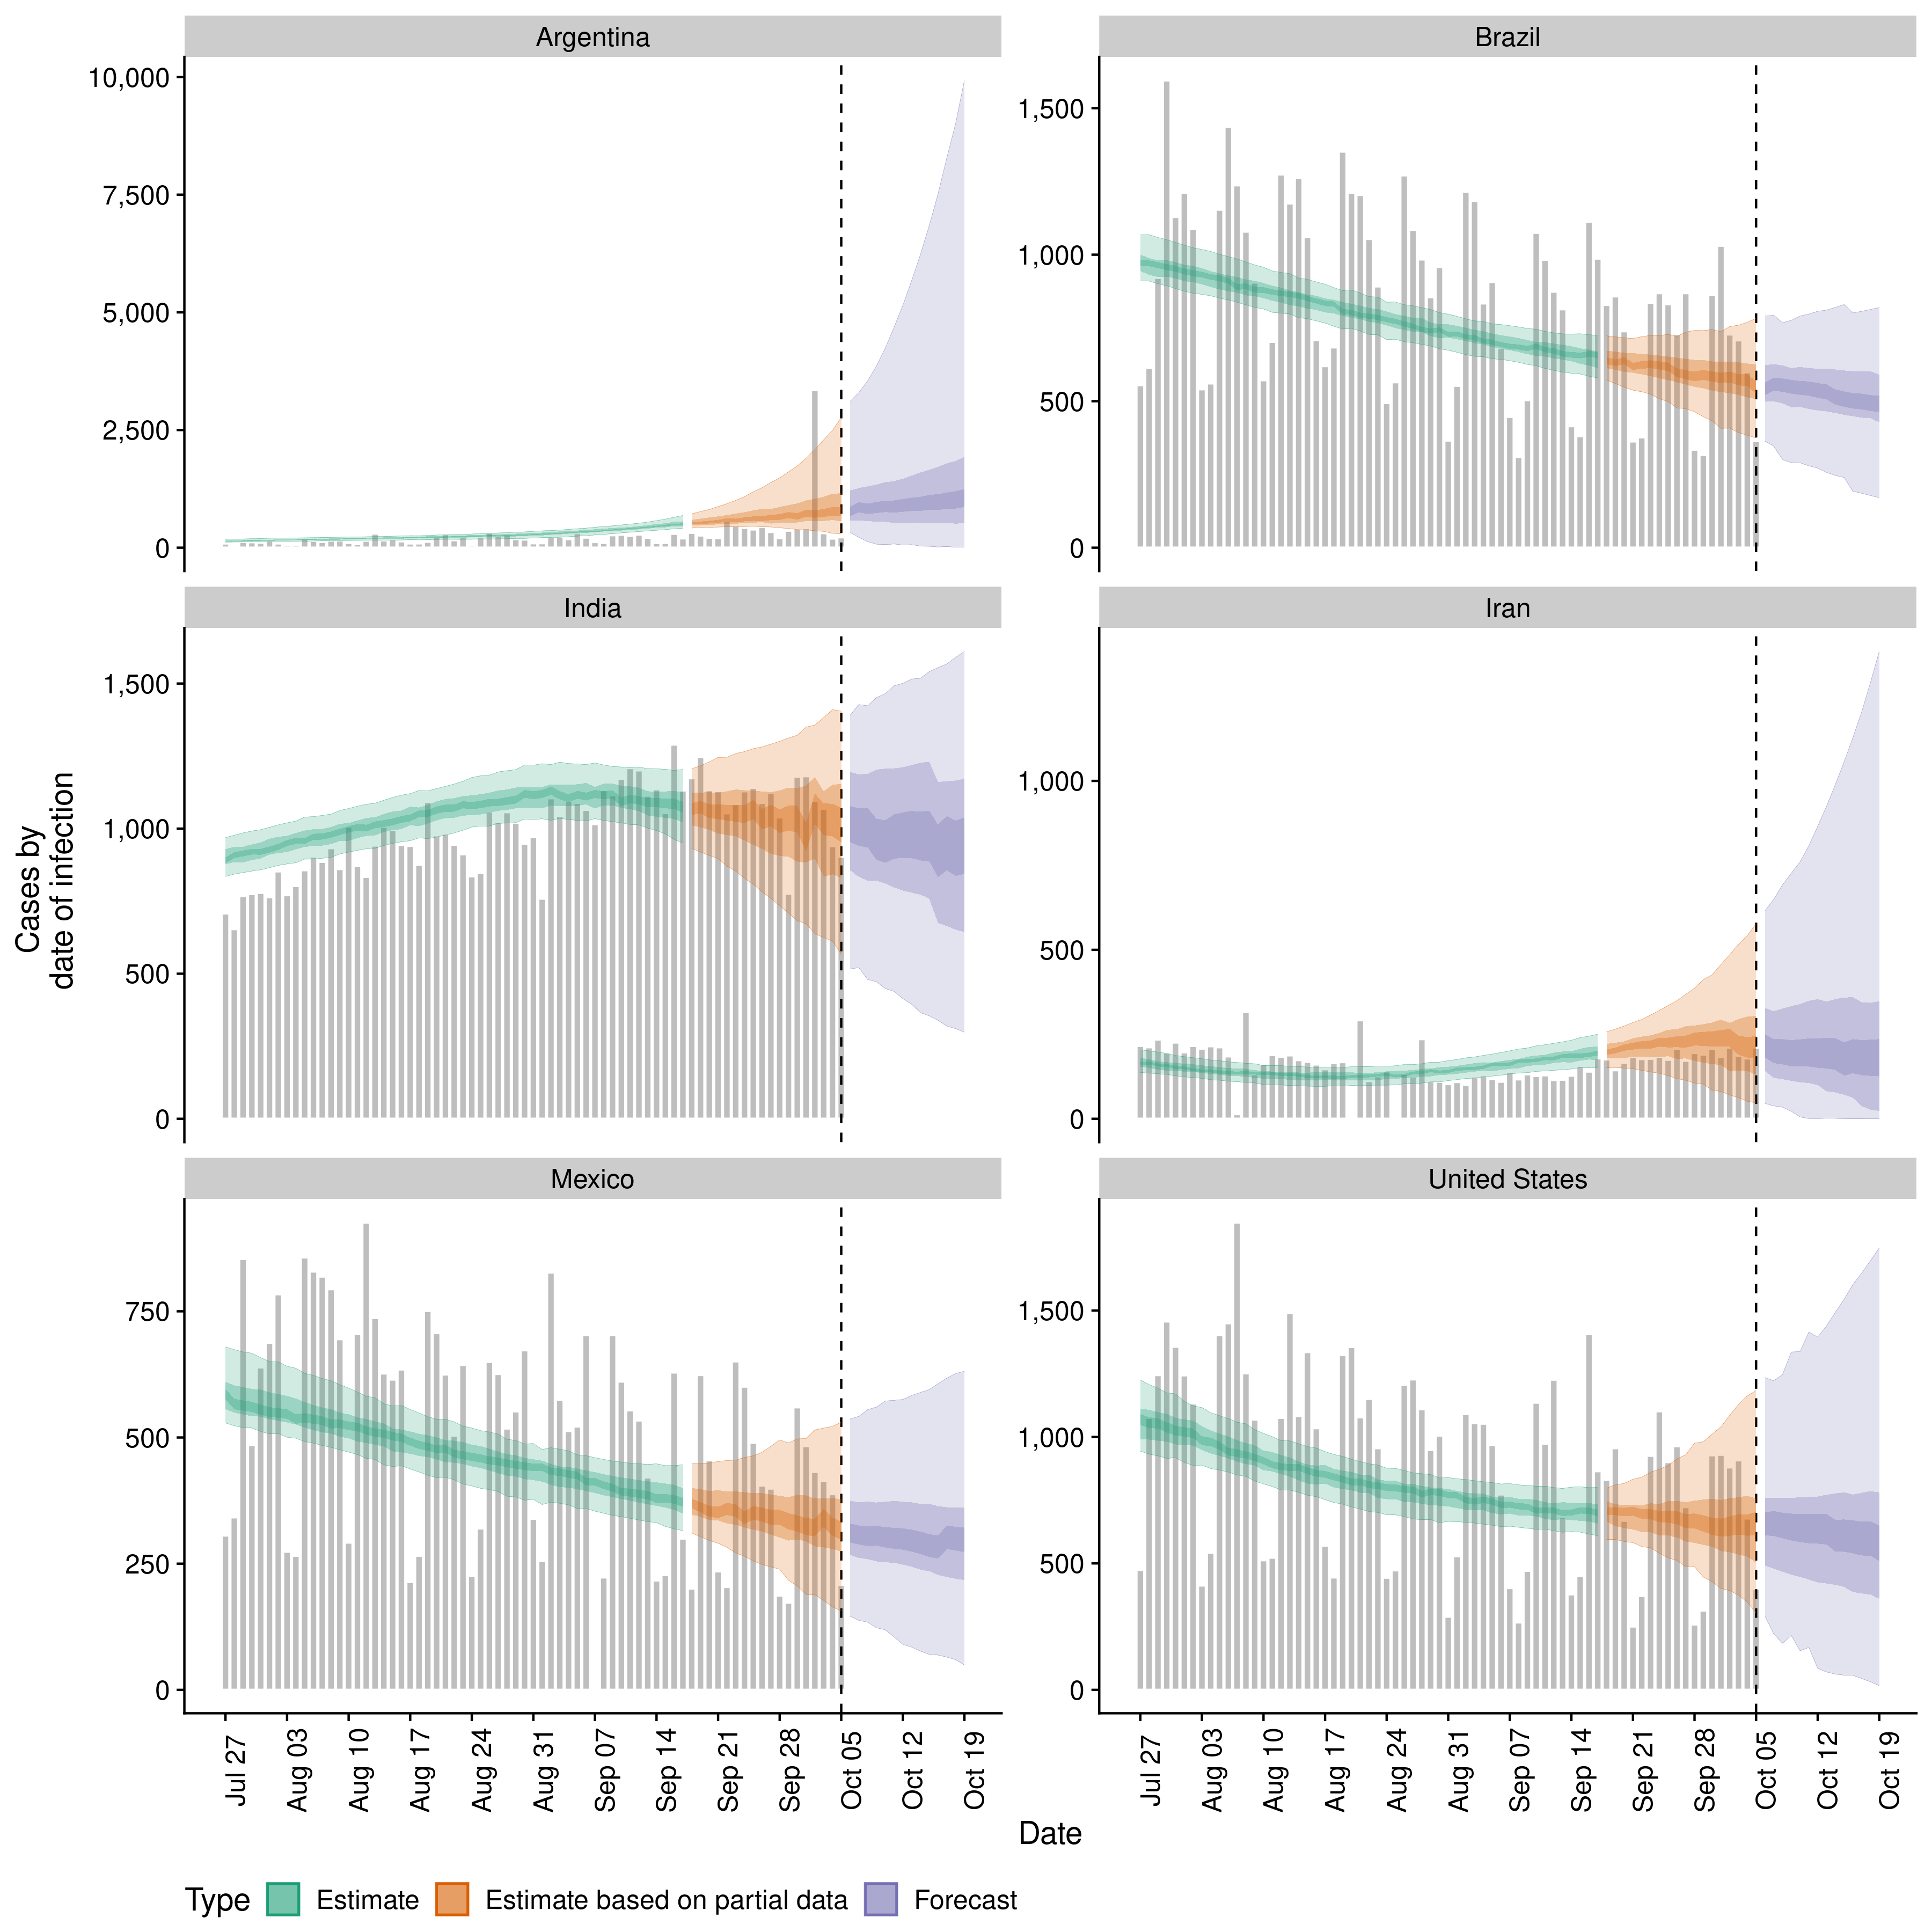 Argentina
Brazil
10,000
7,500
5,000
2,500
0
1,500
1,000
500
0
India
Iran
1,500
1,000
500
0
1,000
500
0
Mexico
United States
750
500
250
0
1,500
1,000
500
0
Cases by
date of infection
Jul 27
Aug 03
Aug 10
Aug 17
Aug 24
Aug 31
Sep 07
Sep 14
Sep 21
Sep 28
Oct 05
Oct 12
Oct 19
Jul 27
Aug 03
Aug 10
Aug 17
Aug 24
Aug 31
Sep 07
Sep 14
Sep 21
Sep 28
Oct 05
Oct 12
Oct 19
Date
Type Estimate Estimate based on partial data Forecast